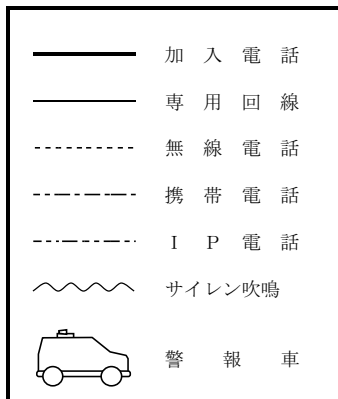 加入電話
専用回線
無線電話
携帯電話
ＩＰ電話
サイレン吹鳴
警報車